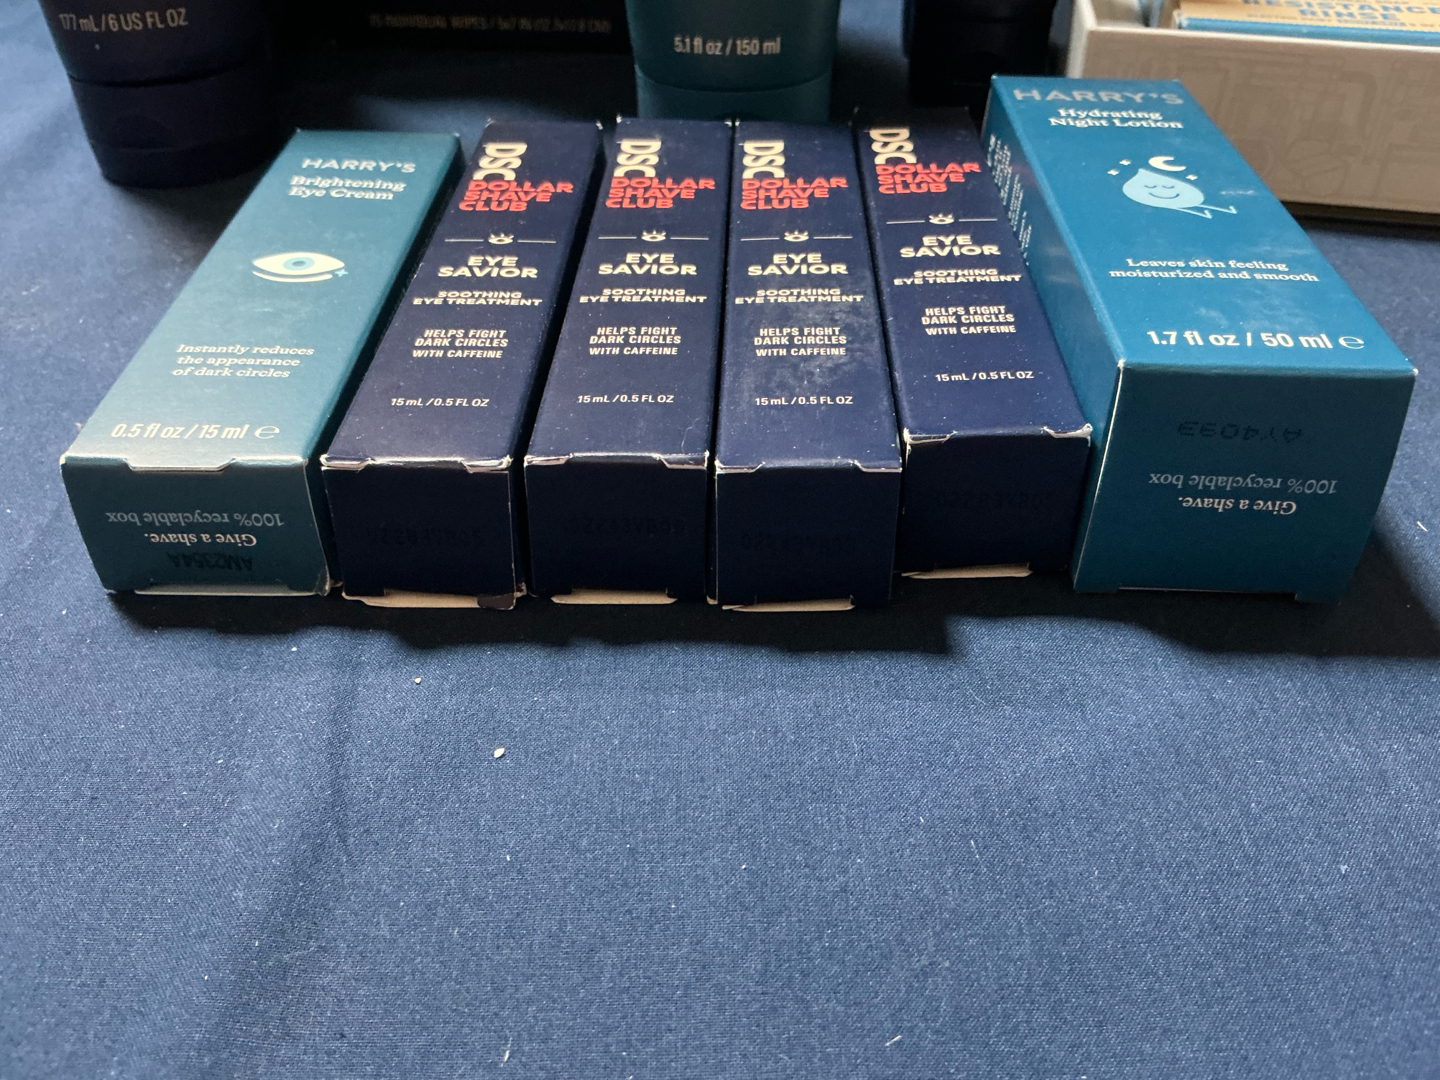 177 mL / 6 US FL OZ
5.1 fl oz / 150 ml
RESISTANCE
RINSE
HARRY'S
Brightening
Eye Cream
Instantly reduces
the appearance
of dark circles
0.5 fl oz / 15 ml ℮
100% recyclable box
Give a shave.
AM2354A
DSC
DOLLAR
SHAVE
CLUB
EYE
SAVIOR
SOOTHING
EYE TREATMENT
HELPS FIGHT
DARK CIRCLES
WITH CAFFEINE
15 mL / 0.5 FL OZ
DSC
DOLLAR
SHAVE
CLUB
EYE
SAVIOR
SOOTHING
EYE TREATMENT
HELPS FIGHT
DARK CIRCLES
WITH CAFFEINE
15 mL / 0.5 FL OZ
DSC
DOLLAR
SHAVE
CLUB
EYE
SAVIOR
SOOTHING
EYE TREATMENT
HELPS FIGHT
DARK CIRCLES
WITH CAFFEINE
15 mL / 0.5 FL OZ
DSC
DOLLAR
SHAVE
CLUB
EYE
SAVIOR
SOOTHING
EYE TREATMENT
HELPS FIGHT
DARK CIRCLES
WITH CAFFEINE
15 mL / 0.5 FL OZ
HARRY'S
Hydrating
Night Lotion
Leaves skin feeling
moisturized and smooth
1.7 fl oz / 50 ml ℮
Give a shave.
100% recyclable box